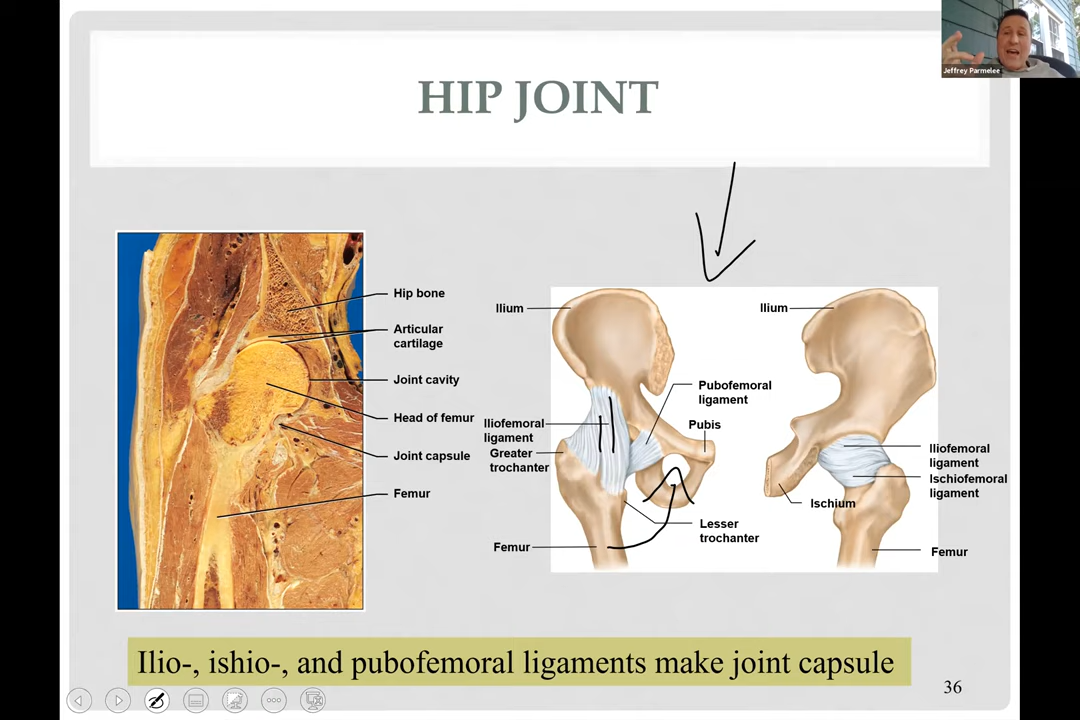 Jeffrey Parmelee
HIP JOINT
Hip bone
Articular
cartilage
Joint cavity
Head of femur
Joint capsule
Femur
Ilium
Pubofemoral
ligament
Pubis
Iliofemoral
ligament
Greater
trochanter
Lesser
trochanter
Femur
Ilium
Iliofemoral
ligament
Ischiofemoral
ligament
Ischium
Femur
Ilio-, ishio-, and pubofemoral ligaments make joint capsule
36